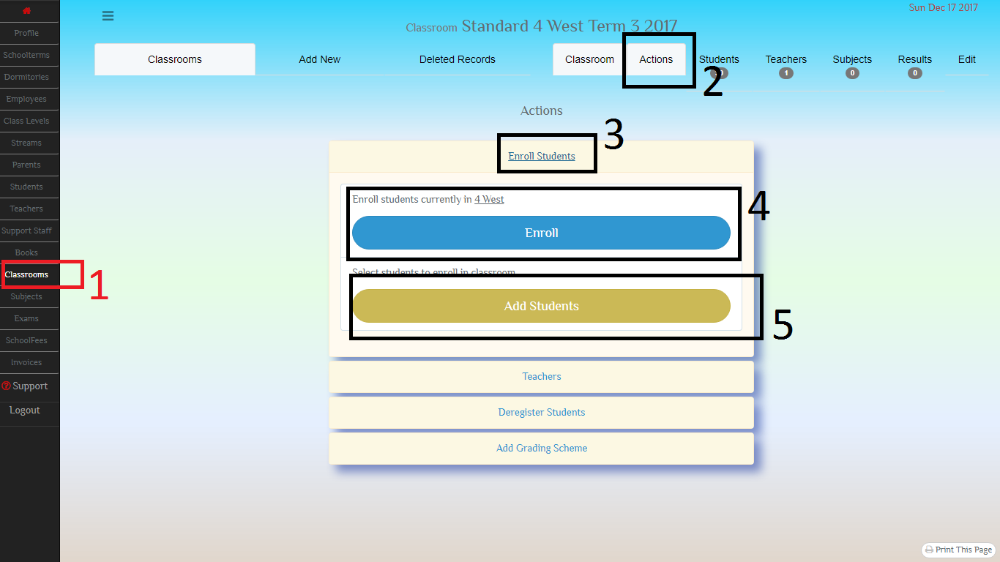 Sun Dec 17 2017
Classroom Standard 4 West Term 3 2017
Profile
Schoolterms
Dormitories
Employees
Class Levels
Streams
Parents
Students
Teachers
Support Staff
Books
Classrooms
1
Subjects
Exams
SchoolFees
Invoices
Support
Logout
Classrooms Add New Deleted Records
Classroom Actions Students Teachers 1 Subjects 0 Results 0 Edit
2
Actions
3
Enroll Students
Enroll students currently in 4 West
Enroll
4
Select students to enroll in classroom
Add Students
5
Teachers
Deregister Students
Add Grading Scheme
Print This Page